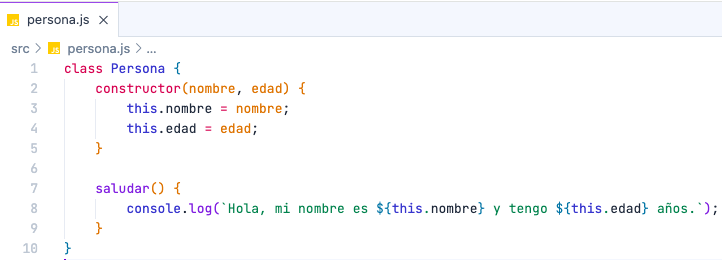 JS persona.js ×
src > JS persona.js > ...
1 class Persona {
2     constructor(nombre, edad) {
3         this.nombre = nombre;
4         this.edad = edad;
5     }
6
7     saludar() {
8         console.log(`Hola, mi nombre es ${this.nombre} y tengo ${this.edad} años.`);
9     }
10 }